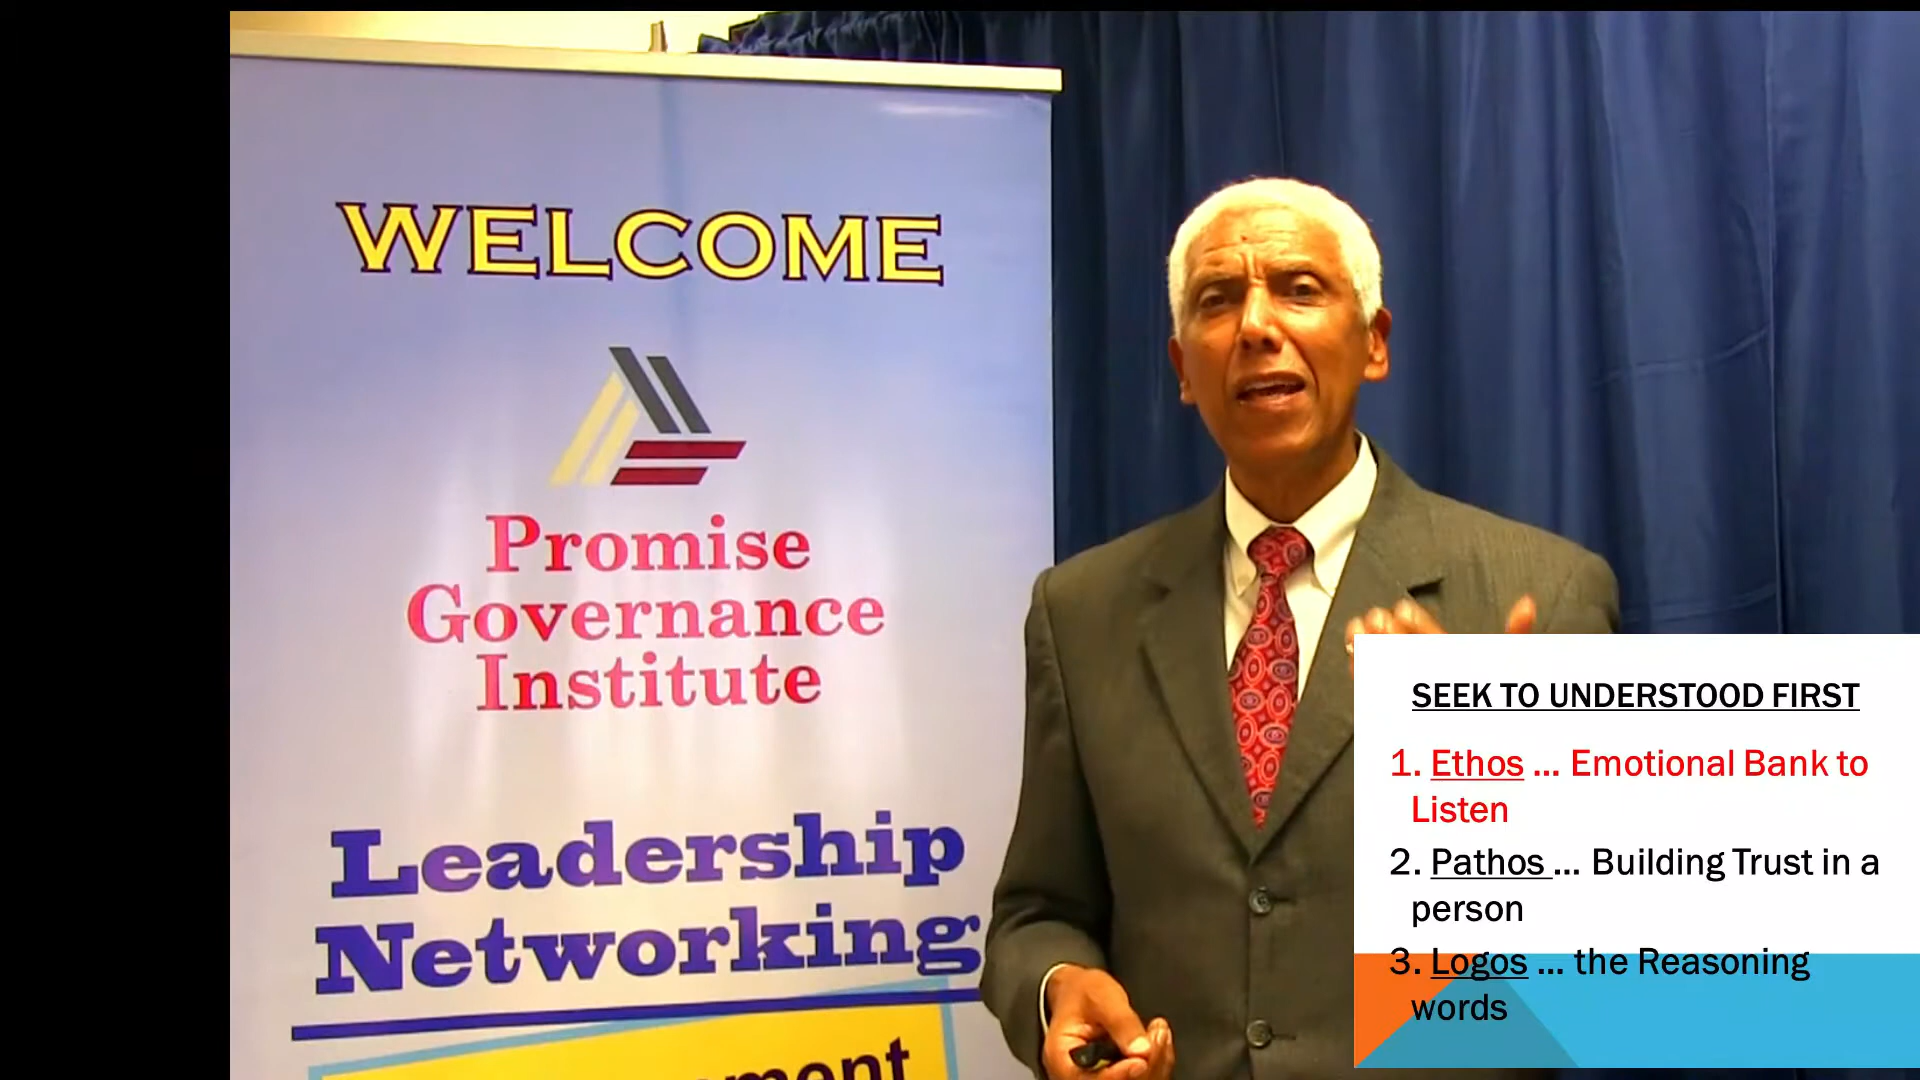 WELCOME
Promise
Governance
Institute
Leadership
Networking
SEEK TO UNDERSTOOD FIRST
1. Ethos ... Emotional Bank to
Listen
2. Pathos ... Building Trust in a
person
3. Logos ... the Reasoning
words